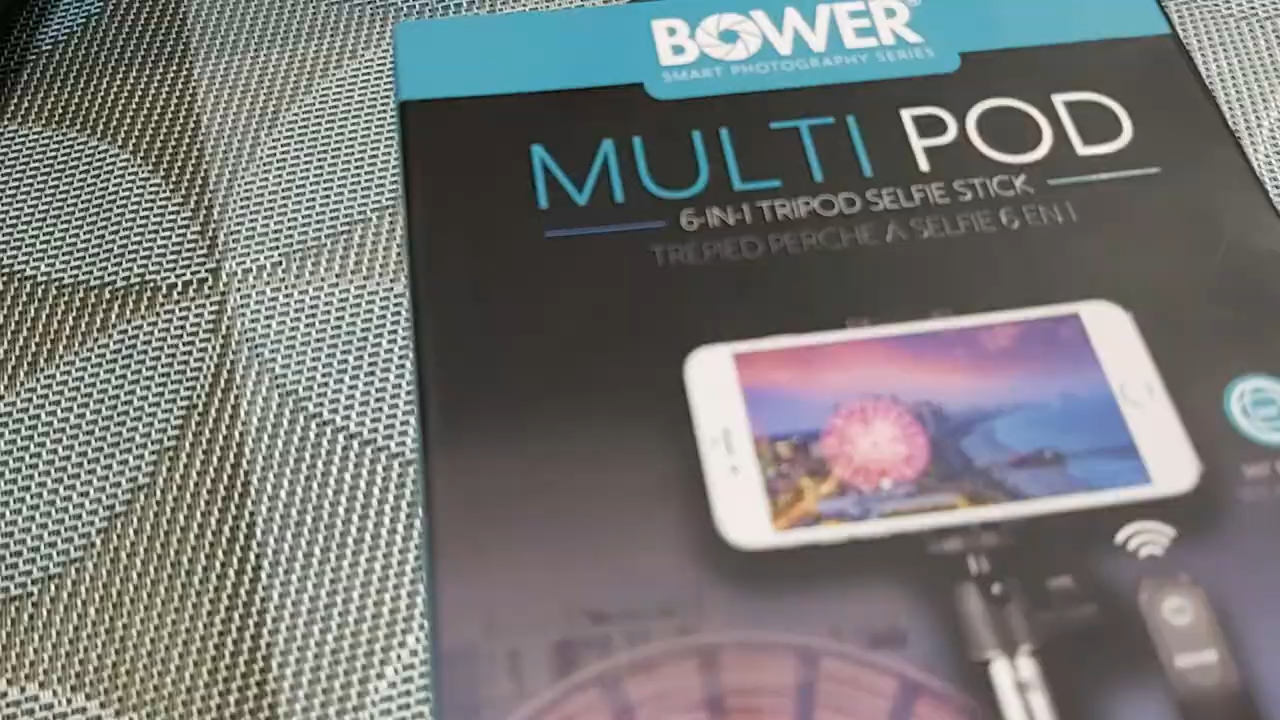 BOWER®
SMART PHOTOGRAPHY SERIES
MULTI POD
6-IN-1 TRIPOD SELFIE STICK
TRÉPIED PERCHE À SELFIE 6 EN 1